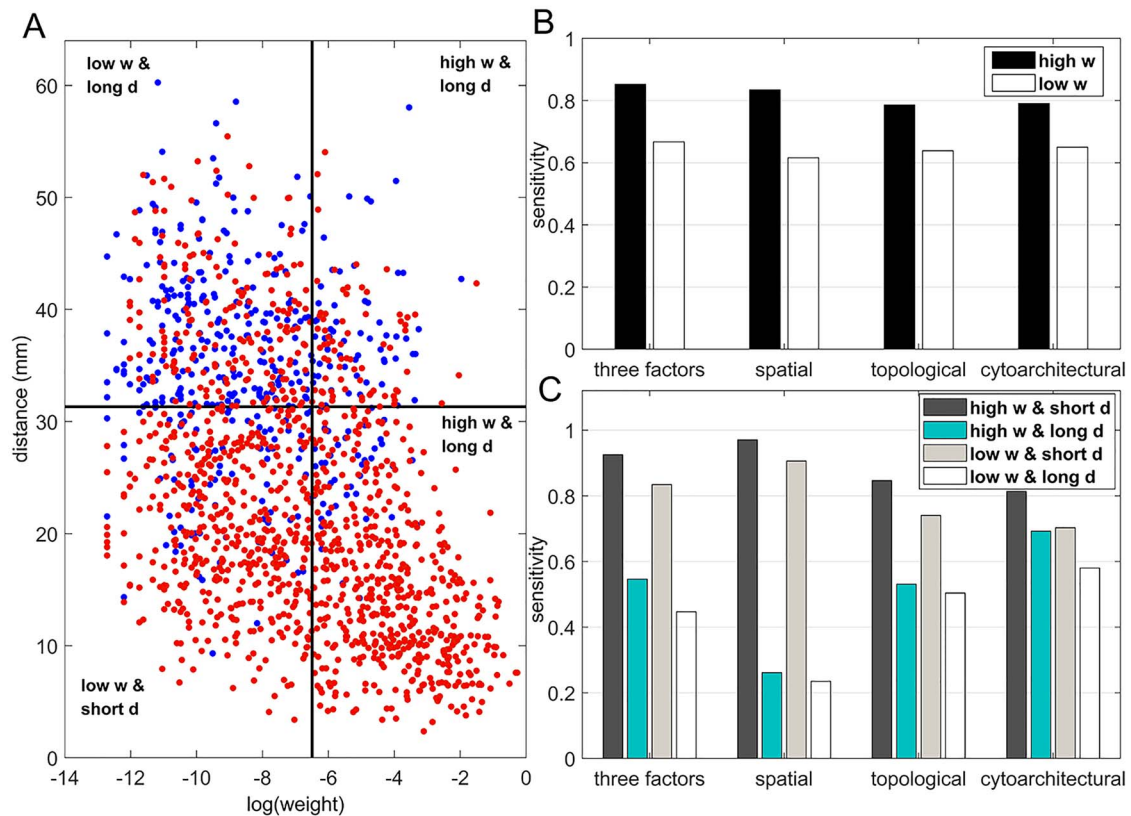 A
low w &
long d
high w &
long d
60
50
40
30
20
10
0
distance (mm)
high w &
long d
low w &
short d
-14
-12
-10
-8
-6
-4
-2
0
log(weight)
B
1
0.8
0.6
0.4
0.2
0
sensitivity
high w
low w
three factors
spatial
topological
cytoarchitectural
C
1
0.8
0.6
0.4
0.2
0
sensitivity
high w & short d
high w & long d
low w & short d
low w & long d
three factors
spatial
topological
cytoarchitectural